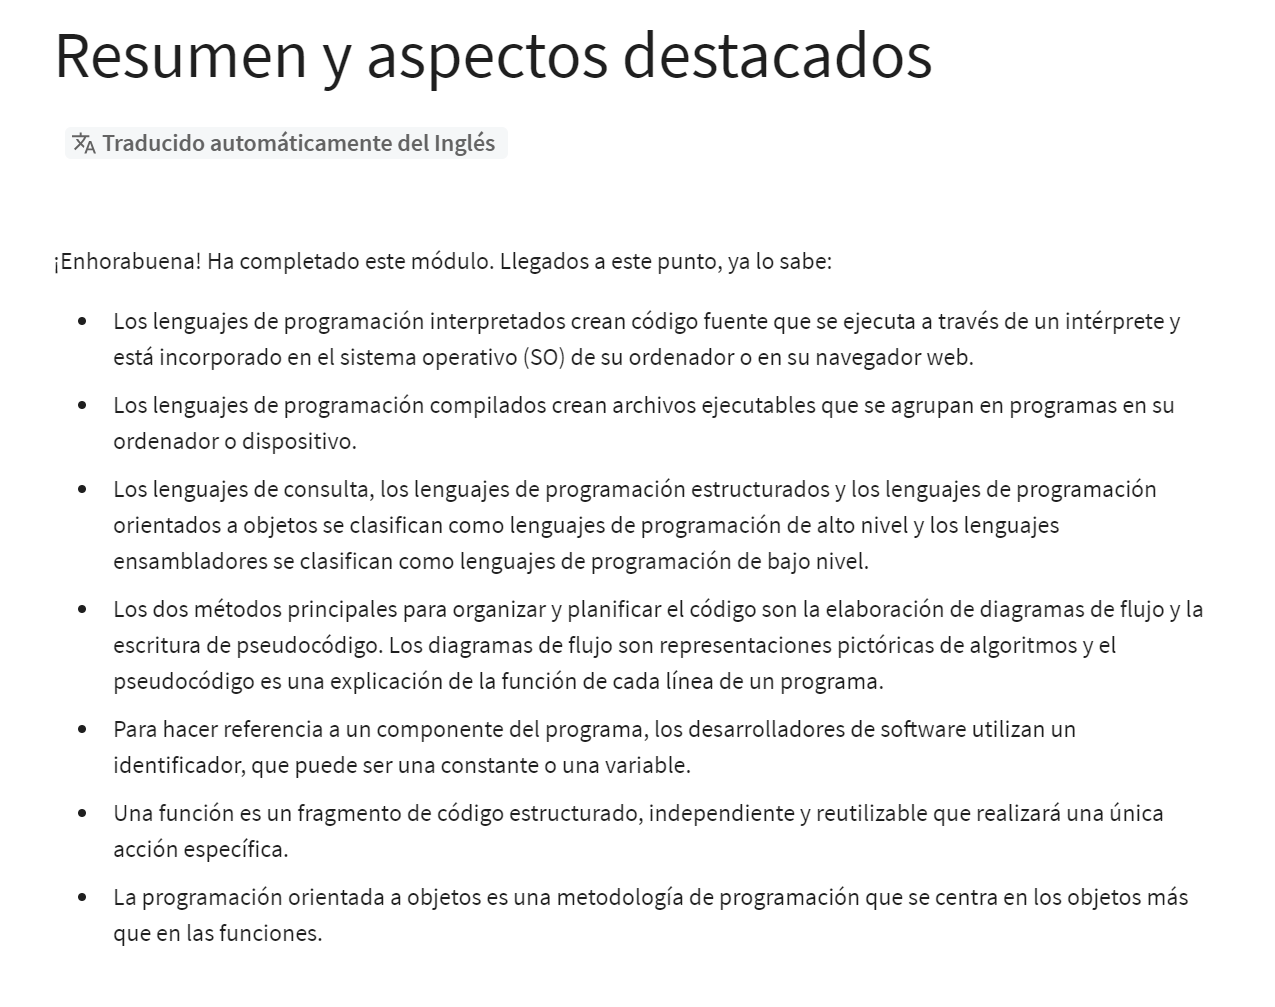 Resumen y aspectos destacados
Traducido automáticamente del Inglés
¡Enhorabuena! Ha completado este módulo. Llegados a este punto, ya lo sabe:
Los lenguajes de programación interpretados crean código fuente que se ejecuta a través de un intérprete y
está incorporado en el sistema operativo (SO) de su ordenador o en su navegador web.
Los lenguajes de programación compilados crean archivos ejecutables que se agrupan en programas en su
ordenador o dispositivo.
Los lenguajes de consulta, los lenguajes de programación estructurados y los lenguajes de programación
orientados a objetos se clasifican como lenguajes de programación de alto nivel y los lenguajes
ensambladores se clasifican como lenguajes de programación de bajo nivel.
Los dos métodos principales para organizar y planificar el código son la elaboración de diagramas de flujo y la
escritura de pseudocódigo. Los diagramas de flujo son representaciones pictóricas de algoritmos y el
pseudocódigo es una explicación de la función de cada línea de un programa.
Para hacer referencia a un componente del programa, los desarrolladores de software utilizan un
identificador, que puede ser una constante o una variable.
Una función es un fragmento de código estructurado, independiente y reutilizable que realizará una única
acción específica.
La programación orientada a objetos es una metodología de programación que se centra en los objetos más
que en las funciones.